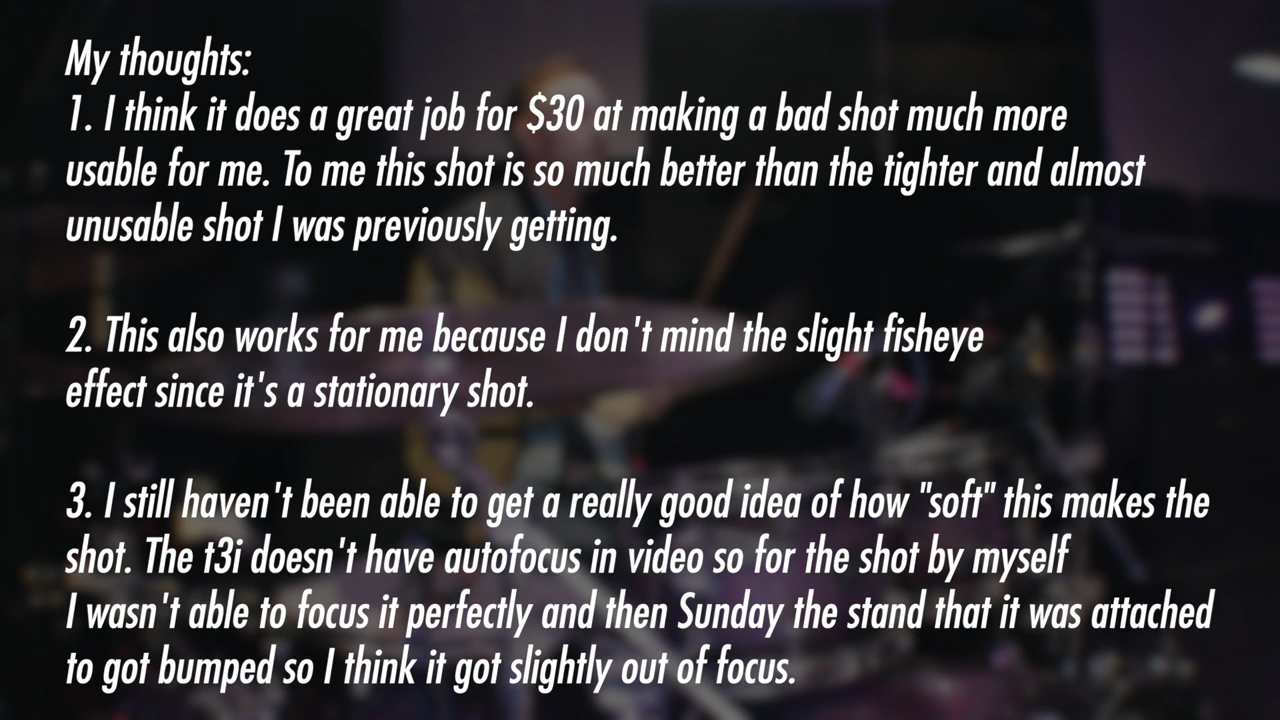 My thoughts:
1. I think it does a great job for $30 at making a bad shot much more
usable for me. To me this shot is so much better than the tighter and almost
unusable shot I was previously getting.
2. This also works for me because I don't mind the slight fisheye
effect since it's a stationary shot.
3. I still haven't been able to get a really good idea of how "soft" this makes the
shot. The t3i doesn't have autofocus in video so for the shot by myself
I wasn't able to focus it perfectly and then Sunday the stand that it was attached
to got bumped so I think it got slightly out of focus.